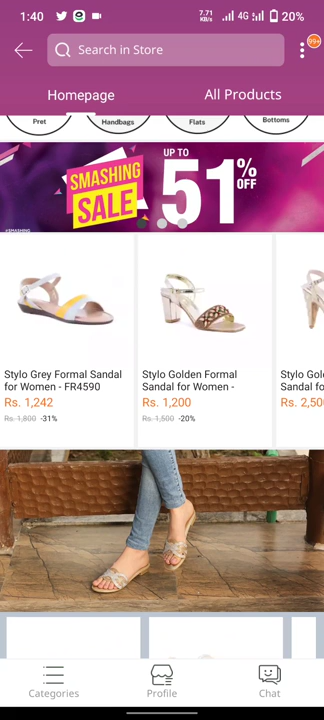 1:40
7.71 KB/s
4G
20%
99+
Search in Store
Homepage
All Products
Pret
Handbags
Flats
Bottoms
SMASHING
SALE
UP TO
51%
OFF
#SMASHING
Stylo Grey Formal Sandal
for Women - FR4590
Rs. 1,242
Rs. 1,800 -31%
Stylo Golden Formal
Sandal for Women -
Rs. 1,200
Rs. 1,500 -20%
Stylo Gol
Sandal fo
Rs. 2,50
Categories
Profile
Chat